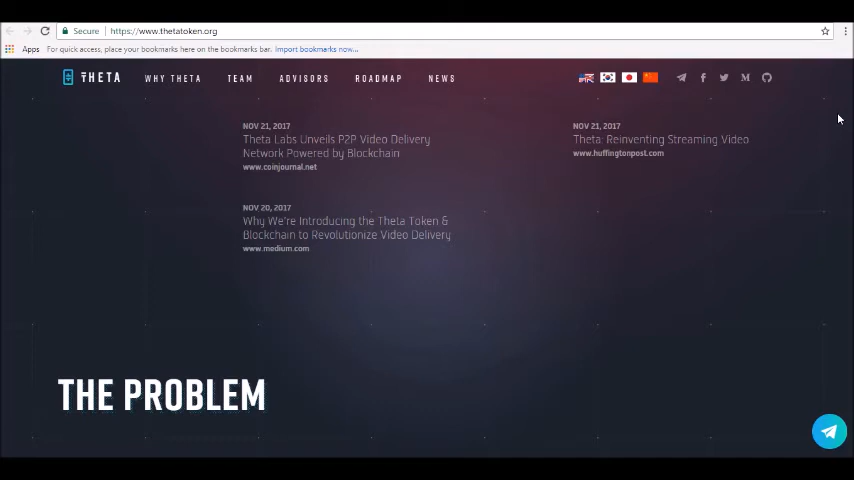 Secure https://www.thetatoken.org
Apps For quick access, place your bookmarks here on the bookmarks bar. Import bookmarks now...
THETA WHY THETA TEAM ADVISORS ROADMAP NEWS
NOV 21, 2017
Theta Labs Unveils P2P Video Delivery
Network Powered by Blockchain
www.coinjournal.net
NOV 21, 2017
Theta: Reinventing Streaming Video
www.huffingtonpost.com
NOV 20, 2017
Why We're Introducing the Theta Token &
Blockchain to Revolutionize Video Delivery
www.medium.com
THE PROBLEM